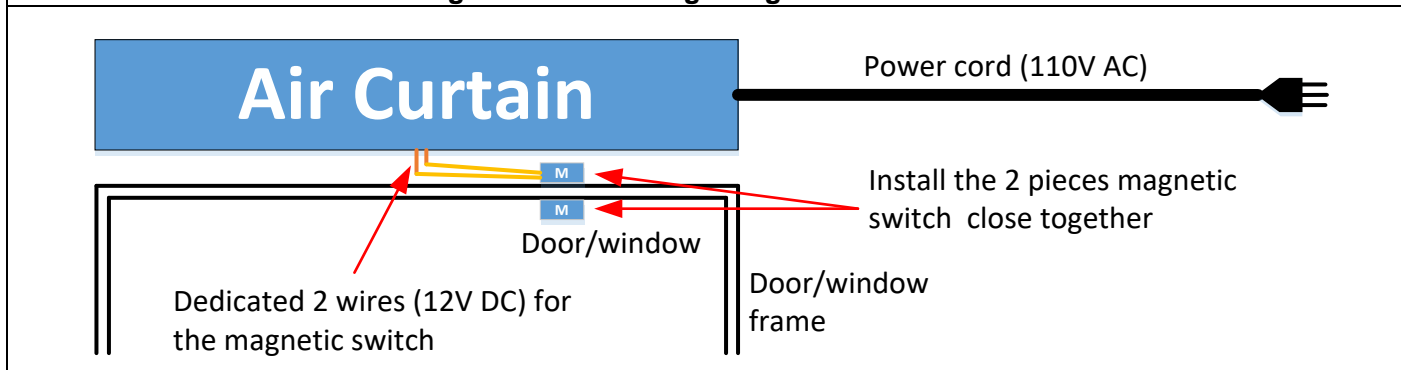 Air Curtain
Power cord (110V AC)
M
M
Install the 2 pieces magnetic
switch close together
Door/window
Dedicated 2 wires (12V DC) for
the magnetic switch
Door/window
frame